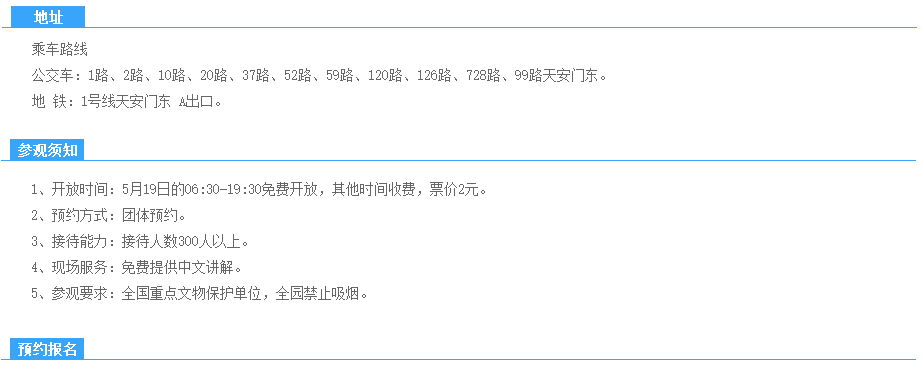 地址
乘车路线
公交车：1路、2路、10路、20路、37路、52路、59路、120路、126路、728路、99路天安门东。
地 铁：1号线天安门东 A出口。
参观须知
1、开放时间：5月19日的06:30-19:30免费开放，其他时间收费，票价2元。
2、预约方式：团体预约。
3、接待能力：接待人数300人以上。
4、现场服务：免费提供中文讲解。
5、参观要求：全国重点文物保护单位，全园禁止吸烟。
预约报名